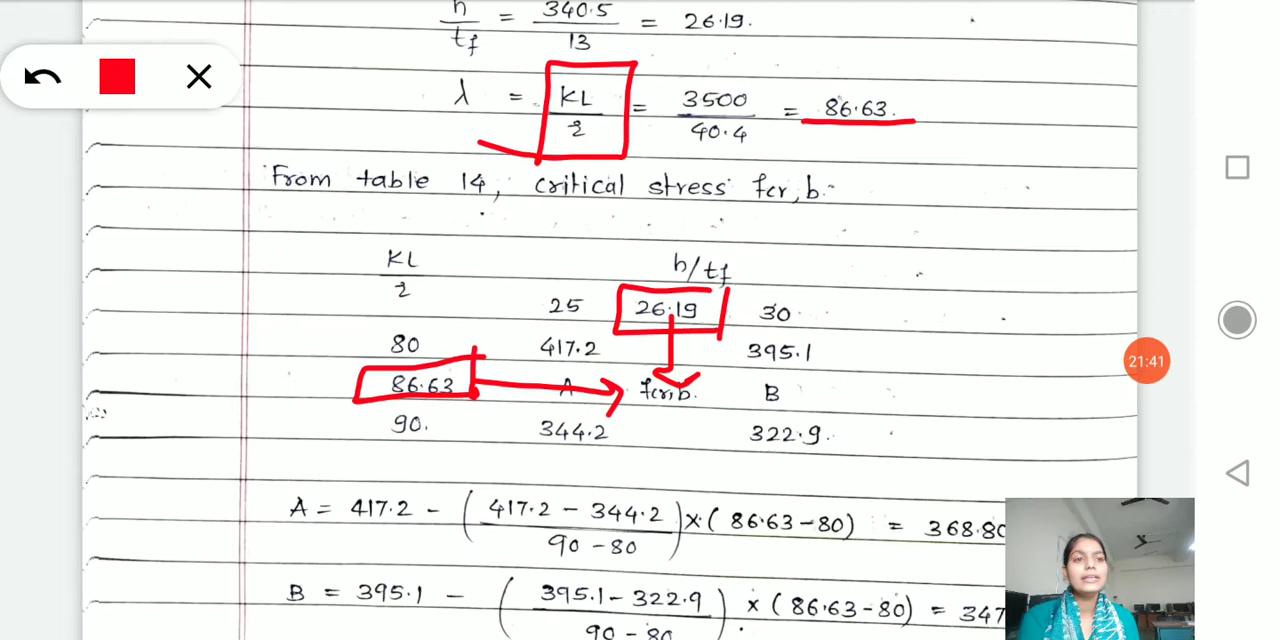 h/tf = 340.5/13 = 26.19.
λ = KL/r = 3500/40.4 = 86.63.
From table 14, critical stress fcr,b.
KL/r h/tf
25 26.19 30
80 417.2 395.1
86.63 A fcr,b. B
90. 344.2 322.9.
A = 417.2 - (417.2 - 344.2 / 90 - 80) x (86.63 - 80) = 368.80
B = 395.1 - (395.1 - 322.9 / 90 - 80) x (86.63 - 80) = 347
21:41